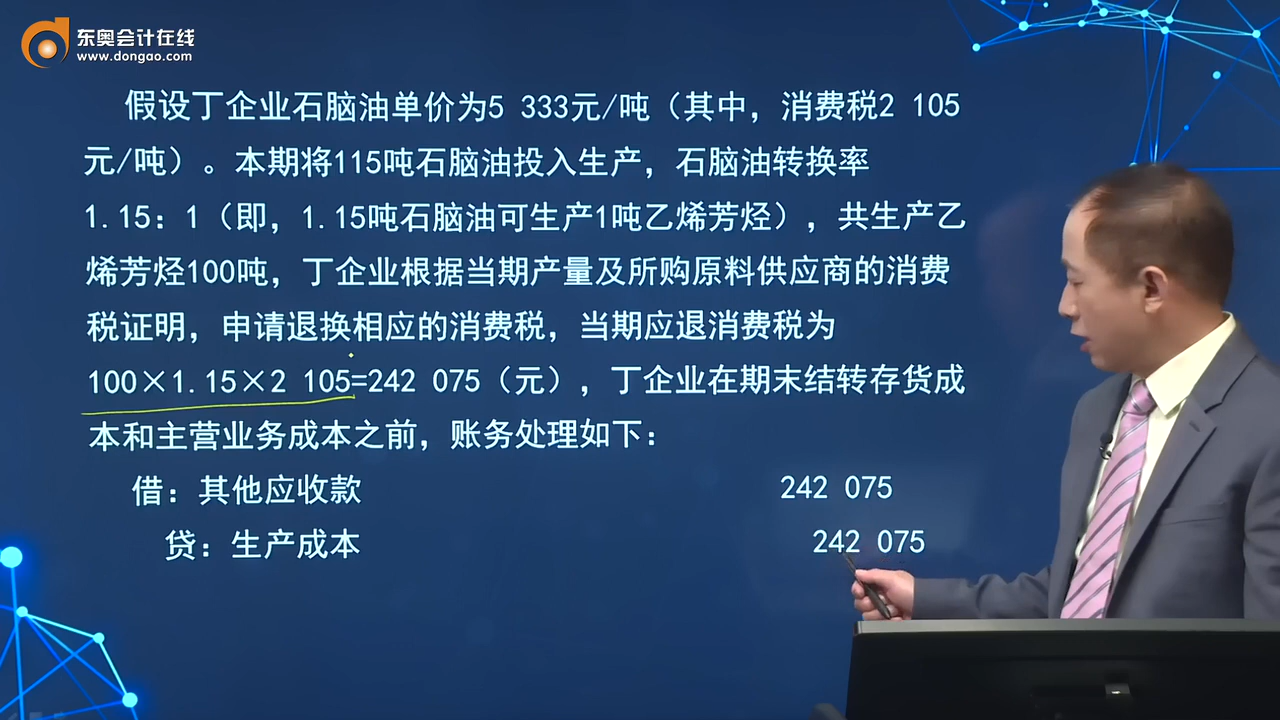 东奥会计在线
www.dongao.com
假设丁企业石脑油单价为5 333元/吨（其中，消费税2 105
元/吨）。本期将115吨石脑油投入生产，石脑油转换率
1.15：1（即，1.15吨石脑油可生产1吨乙烯芳烃），共生产乙
烯芳烃100吨，丁企业根据当期产量及所购原料供应商的消费
税证明，申请退换相应的消费税，当期应退消费税为
100×1.15×2 105=242 075（元），丁企业在期末结转存货成
本和主营业务成本之前，账务处理如下：
借：其他应收款 242 075
贷：生产成本 242 075